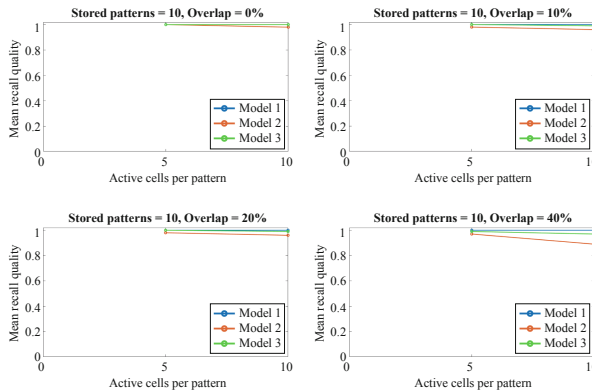 Stored patterns = 10, Overlap = 0%
Mean recall quality
1
0.8
0.6
0.4
0.2
0
Model 1
Model 2
Model 3
0
5
10
Active cells per pattern
Stored patterns = 10, Overlap = 10%
Mean recall quality
1
0.8
0.6
0.4
0.2
0
Model 1
Model 2
Model 3
0
5
10
Active cells per pattern
Stored patterns = 10, Overlap = 20%
Mean recall quality
1
0.8
0.6
0.4
0.2
0
Model 1
Model 2
Model 3
0
5
10
Active cells per pattern
Stored patterns = 10, Overlap = 40%
Mean recall quality
1
0.8
0.6
0.4
0.2
0
Model 1
Model 2
Model 3
0
5
10
Active cells per pattern